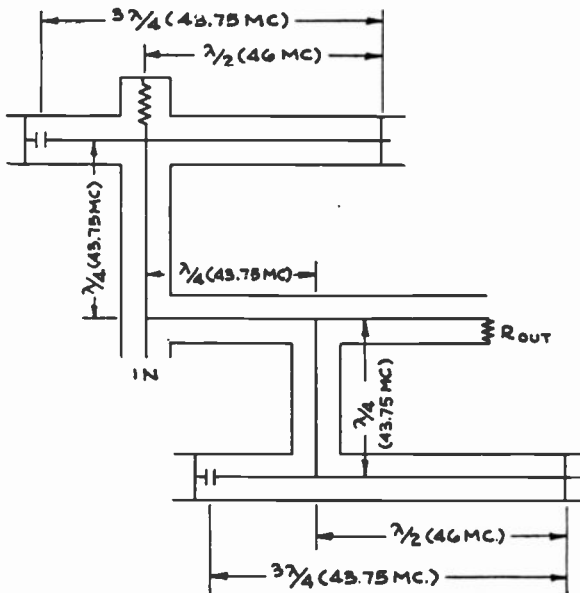 3λ/4 (43.75 MC)
λ/2 (46 MC)
λ/4 (43.75 MC)
λ/4 (43.75 MC)
IN
R OUT
λ/4
(43.75 MC)
λ/2 (46 MC.)
3λ/4 (43.75 MC.)